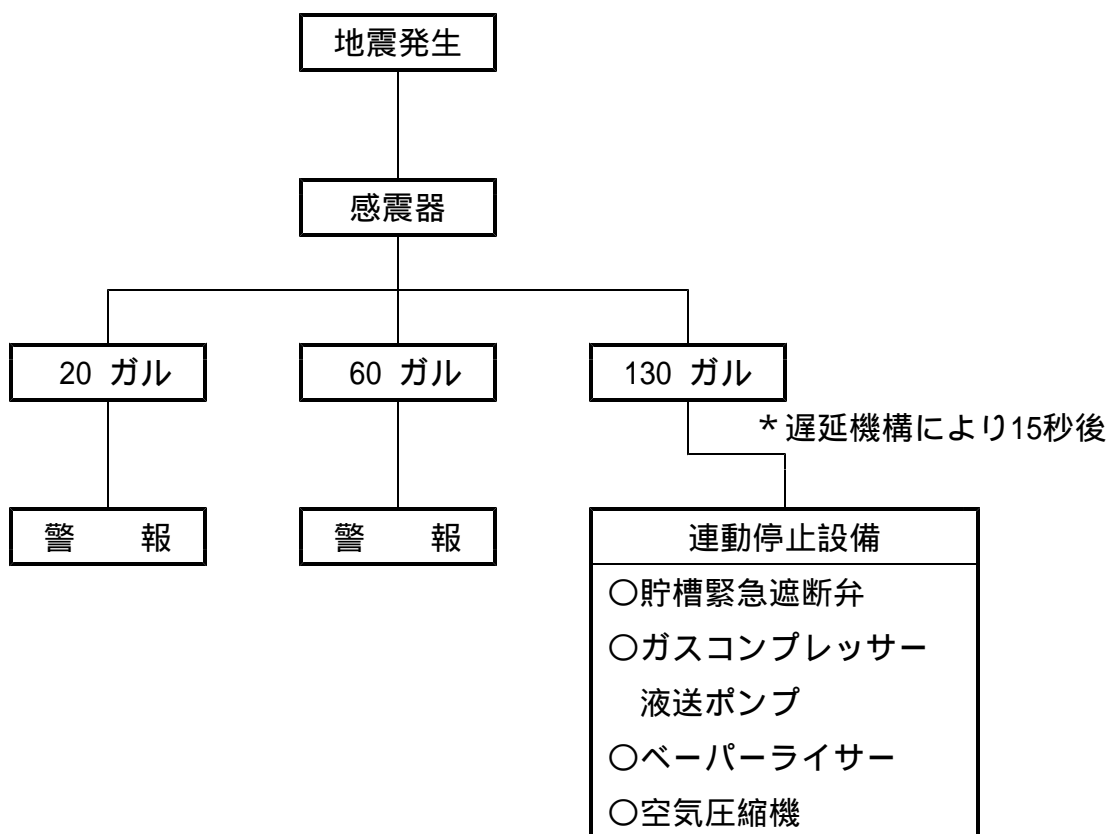 地震発生
感震器
20 ガル
60 ガル
130 ガル
*遅延機構により15秒後
警 報
警 報
連動停止設備
○貯槽緊急遮断弁
○ガスコンプレッサー
液送ポンプ
○ベーパーライサー
○空気圧縮機